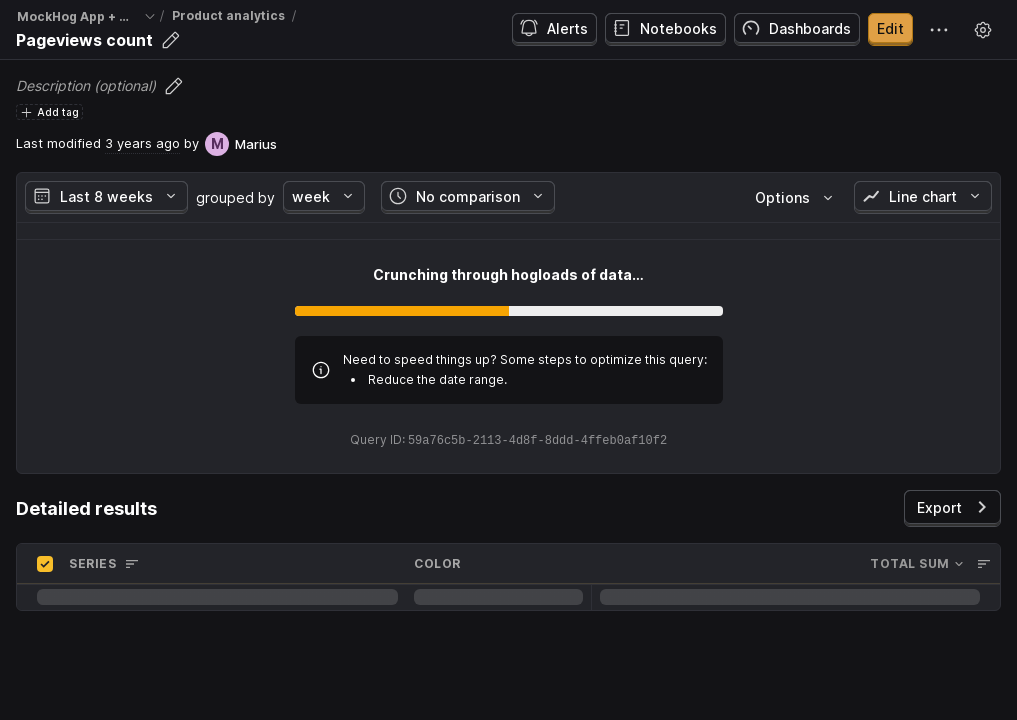 MockHog App + ... / Product analytics /
Pageviews count
Alerts Notebooks Dashboards Edit
Description (optional)
Add tag
Last modified 3 years ago by M Marius
Last 8 weeks grouped by week No comparison Options Line chart
Crunching through hogloads of data...
Need to speed things up? Some steps to optimize this query:
• Reduce the date range.
Query ID: 59a76c5b-2113-4d8f-8ddd-4ffeb0af10f2
Detailed results
Export
SERIES COLOR TOTAL SUM